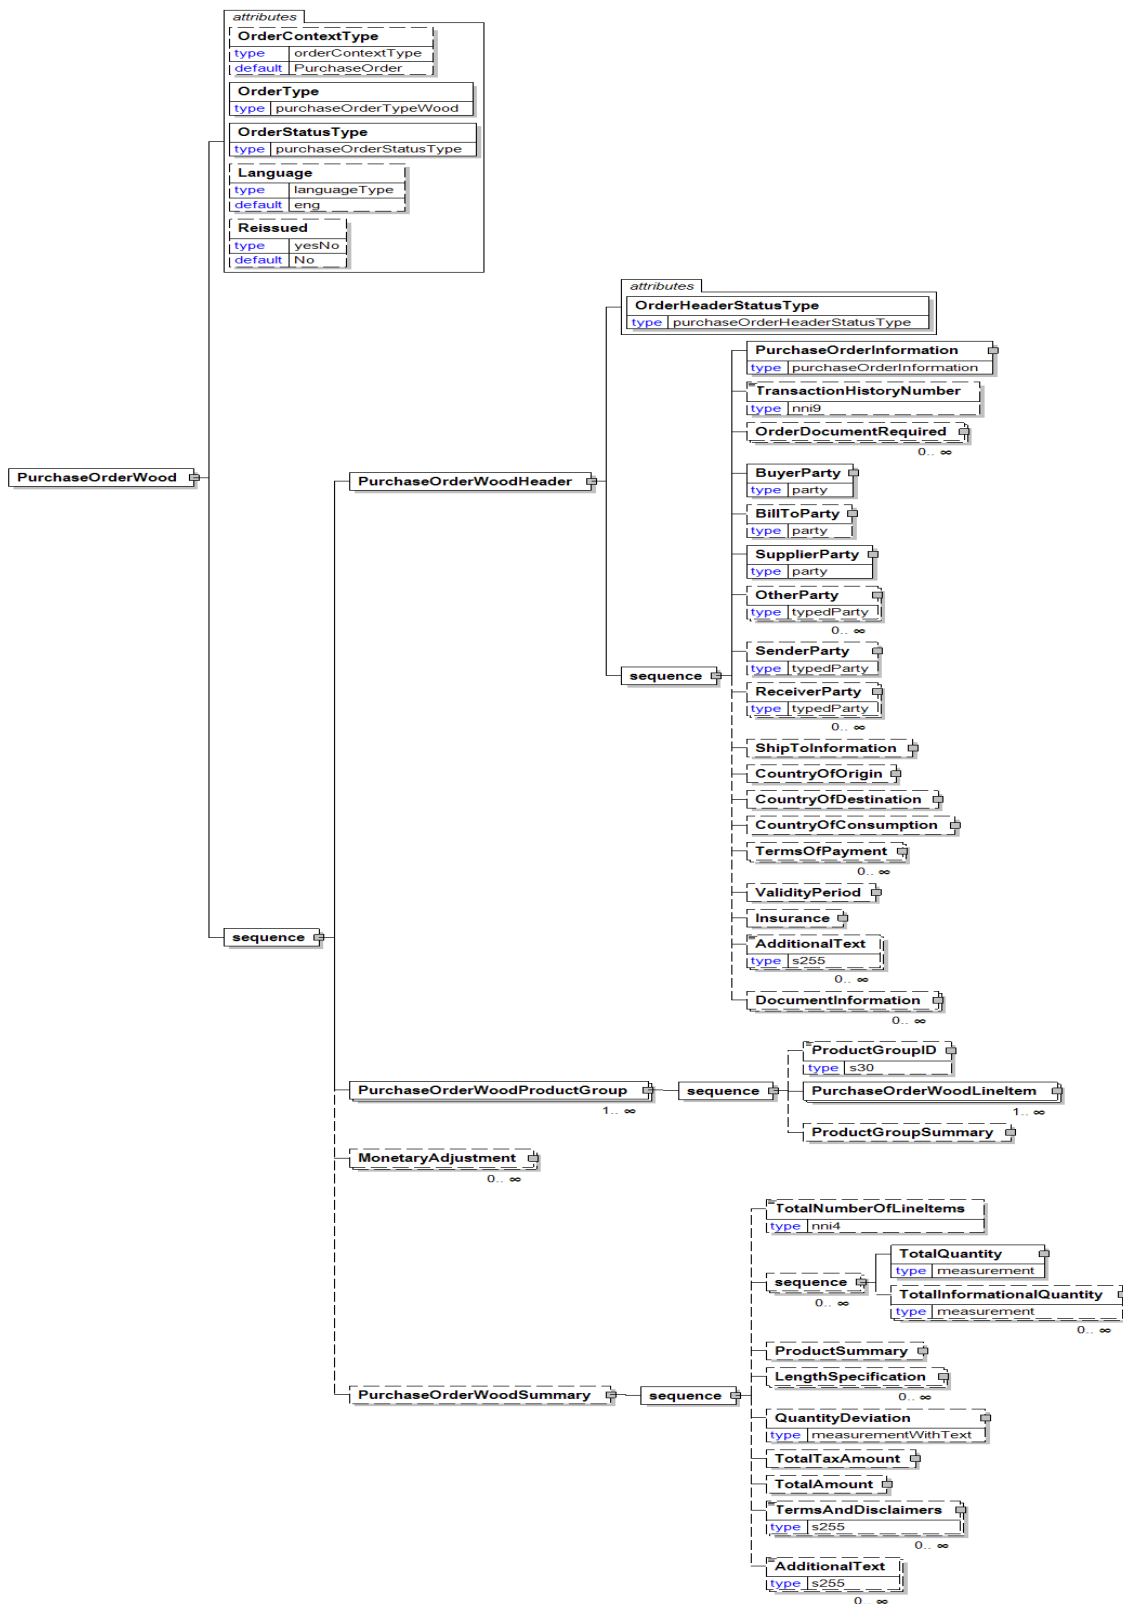 attributes
OrderContextType
type orderContextType
default PurchaseOrder
OrderType
type purchaseOrderTypeWood
OrderStatusType
type purchaseOrderStatusType
Language
type languageType
default eng
Reissued
type yesNo
default No
attributes
OrderHeaderStatusType
type purchaseOrderHeaderStatusType
PurchaseOrderInformation
type purchaseOrderInformation
TransactionHistoryNumber
type nni9
OrderDocumentRequired
0.. ∞
PurchaseOrderWood
PurchaseOrderWoodHeader
BuyerParty
type party
BillToParty
type party
SupplierParty
type party
OtherParty
type typedParty
0.. ∞
SenderParty
type typedParty
sequence
ReceiverParty
type typedParty
0.. ∞
ShipToInformation
CountryOfOrigin
CountryOfDestination
CountryOfConsumption
TermsOfPayment
0.. ∞
ValidityPeriod
Insurance
sequence
AdditionalText
type s255
0.. ∞
DocumentInformation
0.. ∞
ProductGroupID
type s30
PurchaseOrderWoodProductGroup
1.. ∞
sequence
PurchaseOrderWoodLineItem
1.. ∞
ProductGroupSummary
MonetaryAdjustment
0.. ∞
TotalNumberOfLineItems
type nni4
sequence
0.. ∞
TotalQuantity
type measurement
TotalInformationalQuantity
type measurement
0.. ∞
ProductSummary
LengthSpecification
0.. ∞
PurchaseOrderWoodSummary
sequence
QuantityDeviation
type measurementWithText
TotalTaxAmount
TotalAmount
TermsAndDisclaimers
type s255
0.. ∞
AdditionalText
type s255
0.. ∞